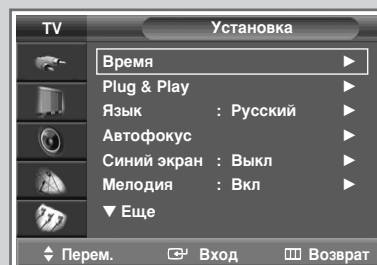 TV
Установка
Время ►
Plug & Play ►
Язык : Русский ►
Автофокус ►
Синий экран : Выкл ►
Мелодия : Вкл ►
▼ Еще
Перем. Вход Возврат